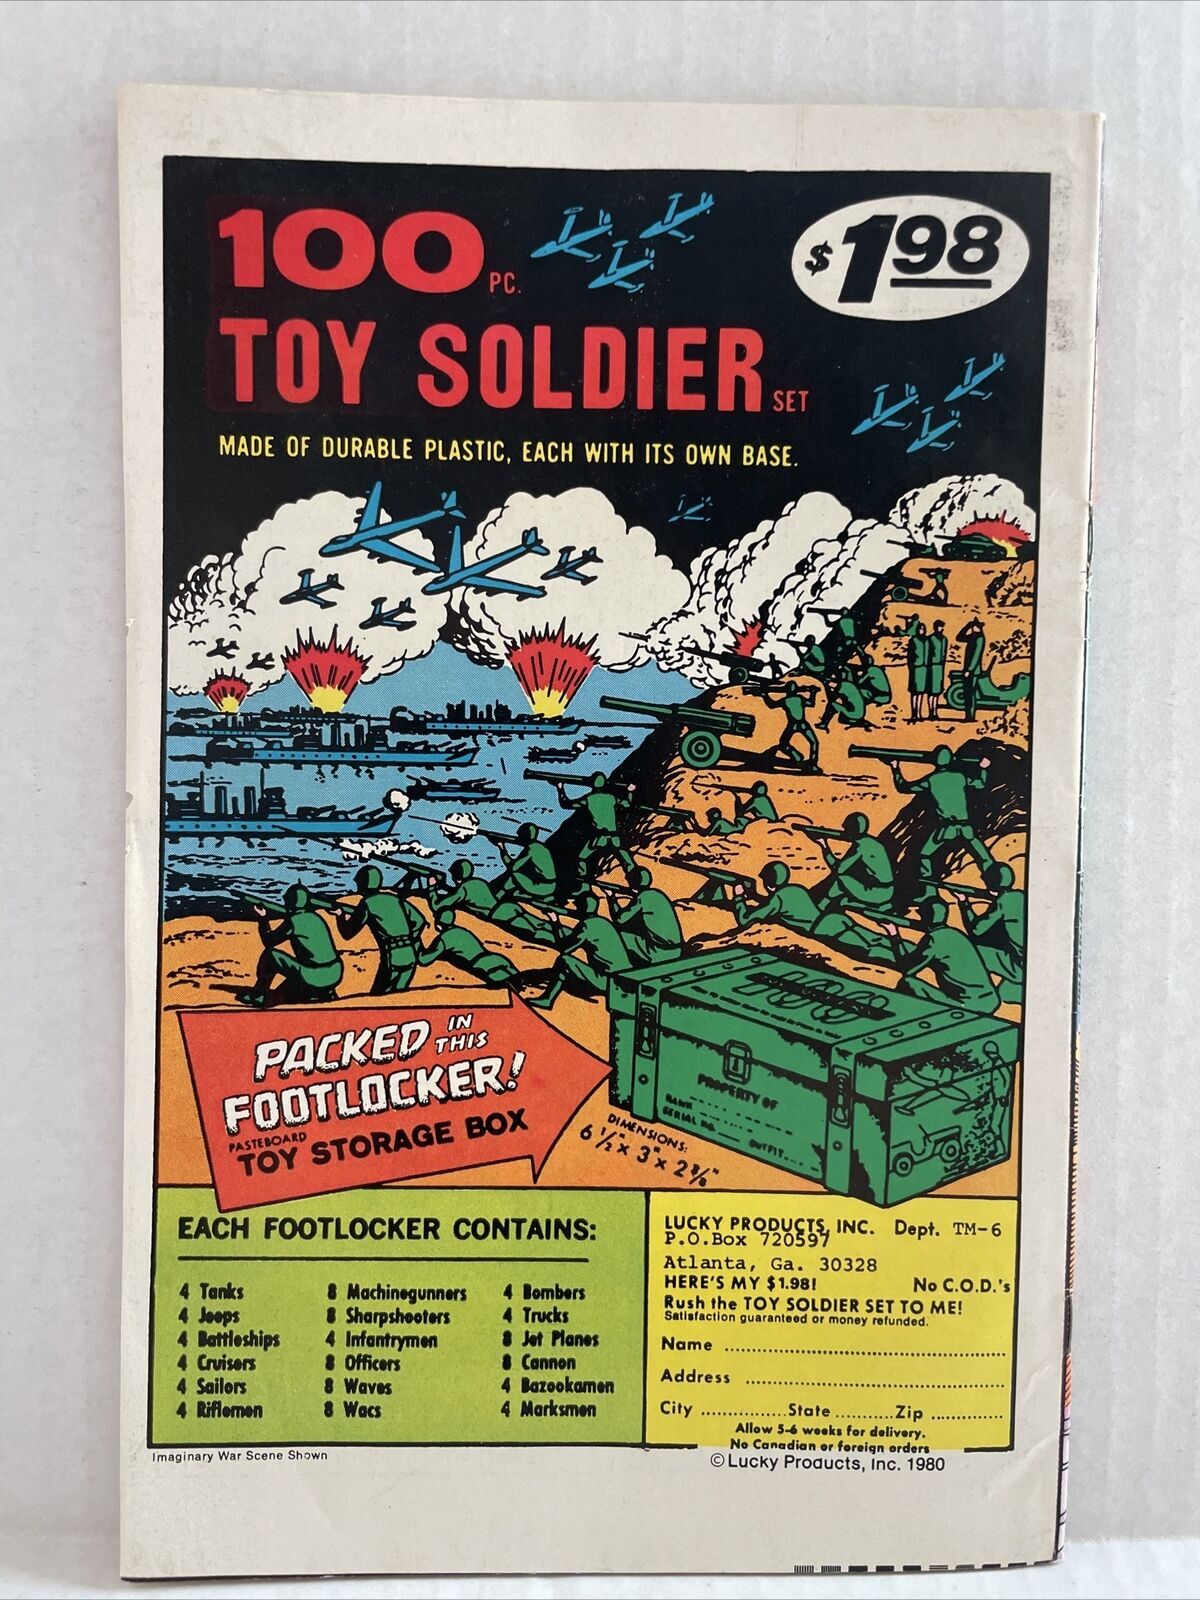 100 PC.
$1.98
TOY SOLDIER SET
MADE OF DURABLE PLASTIC, EACH WITH ITS OWN BASE.
PACKED IN THIS
FOOTLOCKER!
PASTEBOARD
TOY STORAGE BOX
DIMENSIONS:
6 1/2" x 3" x 2 3/8"
PROPERTY OF
RANK
SERIAL NO. OUTFIT
EACH FOOTLOCKER CONTAINS:
4 Tanks
4 Jeeps
4 Battleships
4 Cruisers
4 Sailors
4 Riflemen
8 Machinegunners
8 Sharpshooters
4 Infantrymen
8 Officers
8 Waves
8 Wacs
4 Bombers
4 Trucks
8 Jet Planes
8 Cannon
4 Bazookamen
4 Marksmen
LUCKY PRODUCTS, INC. Dept. TM-6
P.O.Box 720597
Atlanta, Ga. 30328
HERE'S MY $1.98! No C.O.D.'s
Rush the TOY SOLDIER SET TO ME!
Satisfaction guaranteed or money refunded.
Name
Address
City State Zip
Allow 5-6 weeks for delivery.
No Canadian or foreign orders
Imaginary War Scene Shown
© Lucky Products, Inc. 1980